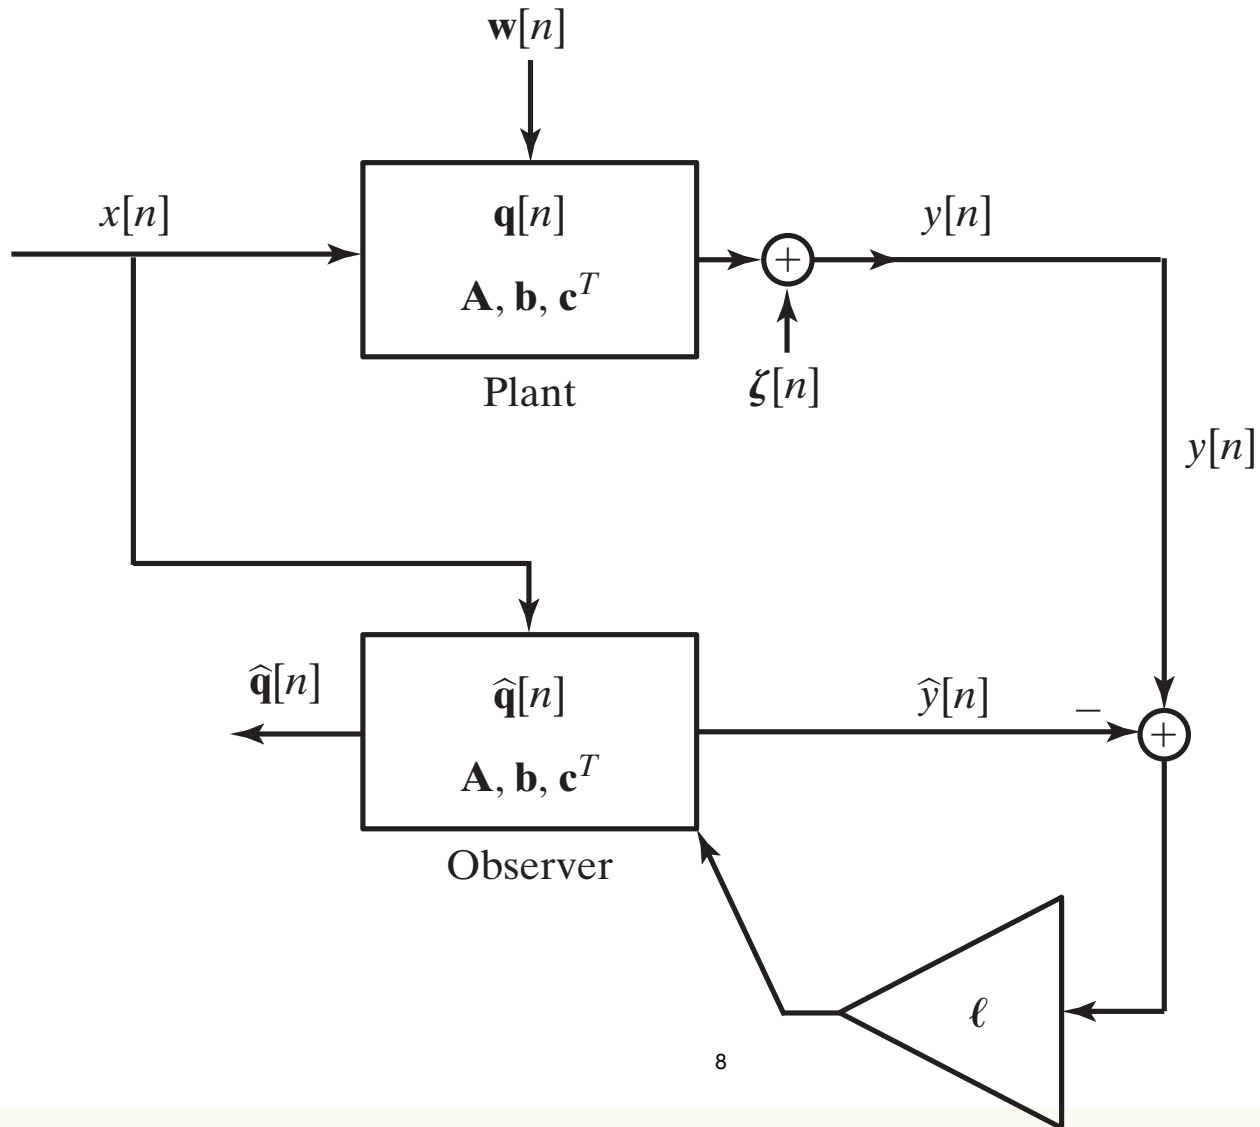 w[n]
x[n]
q[n]
A, b, c^T
Plant
+
y[n]
ζ[n]
y[n]
q̂[n]
q̂[n]
A, b, c^T
Observer
ŷ[n]
−
+
ℓ
8